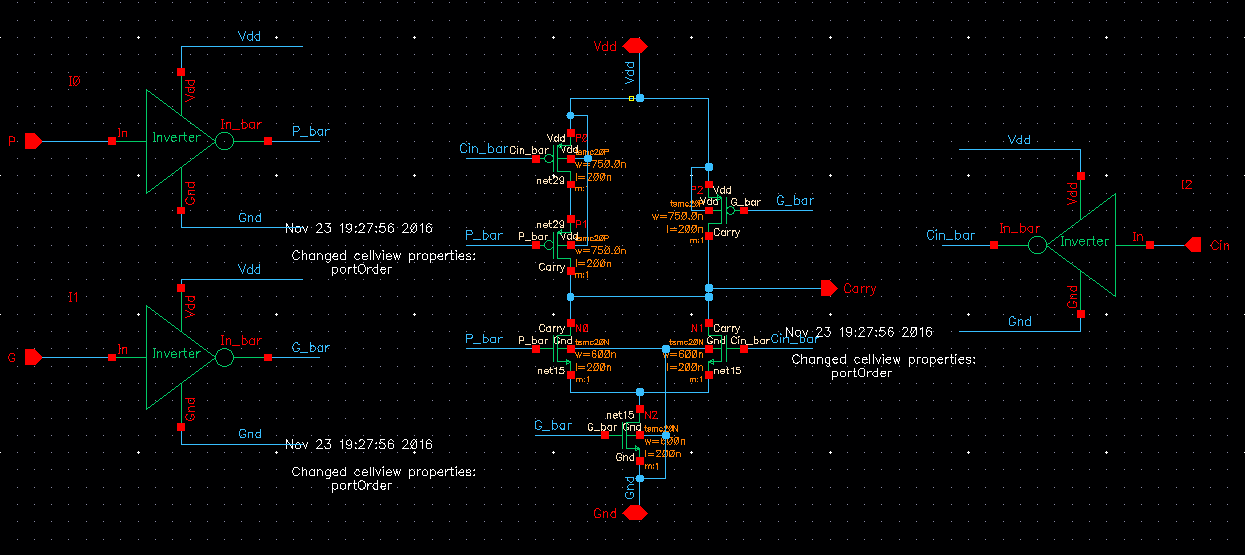 Vdd
I0
Vdd
P
In
Inverter
In_bar
P_bar
Gnd
Gnd
Nov 23 19:27:56 2016
Changed cellview properties:
portOrder
Vdd
I1
Vdd
G
In
Inverter
In_bar
G_bar
Gnd
Gnd
Nov 23 19:27:56 2016
Changed cellview properties:
portOrder
Vdd
Vdd
P0
Vdd
Cin_bar
Cin_bar
Vdd
tsmc20P
w=750.0n
l=200n
m:1
net29
net29
P1
P_bar
P_bar
Vdd
tsmc20P
w=750.0n
l=200n
m:1
Carry
P2
Vdd
G_bar
G_bar
Vdd
w=750.0n
l=200n
m:1
Carry
Carry
Carry
N0
P_bar
P_bar
Gnd
tsmc20N
w=600n
l=200n
m:1
net15
N1
Carry
Gnd
Cin_bar
Cin_bar
tsmc20N
w=600n
l=200n
m:1
net15
net15
N2
G_bar
G_bar
Gnd
tsmc20N
w=600n
l=200n
m:1
Gnd
Gnd
Gnd
Vdd
I2
Vdd
Cin_bar
In_bar
Inverter
In
Cin
Gnd
Gnd
Nov 23 19:27:56 2016
Changed cellview properties:
portOrder